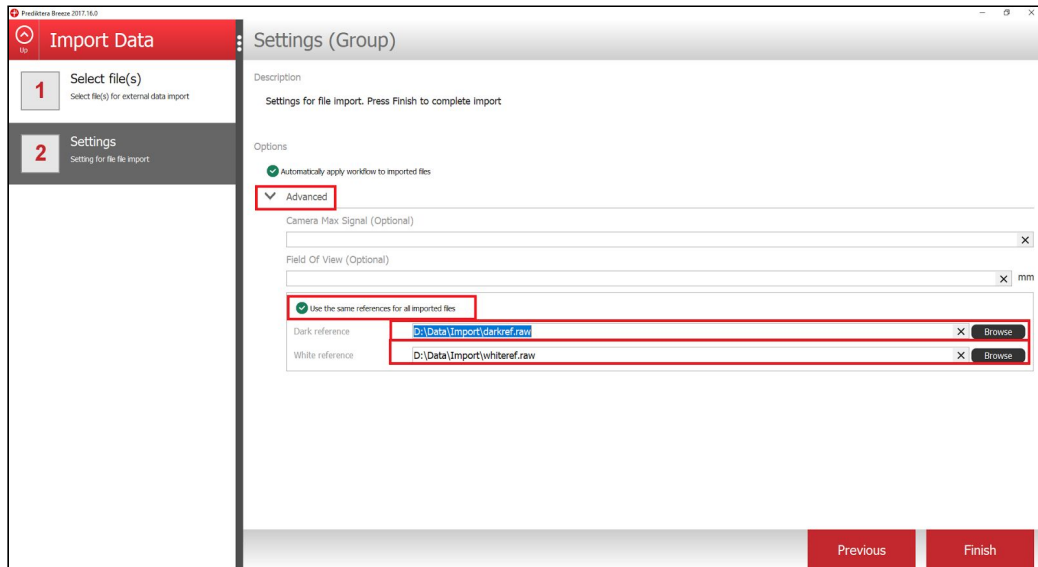 Prediktera Breeze 2017.16.0
Up
Import Data
1
Select file(s)
Select file(s) for external data import
2
Settings
Setting for file file import
Settings (Group)
Description
Settings for file import. Press Finish to complete import
Options
Automatically apply workflow to imported files
Advanced
Camera Max Signal (Optional)
Field Of View (Optional)
mm
Use the same references for all imported files
Dark reference D:\Data\Import\darkref.raw Browse
White reference D:\Data\Import\whiteref.raw Browse
Previous Finish